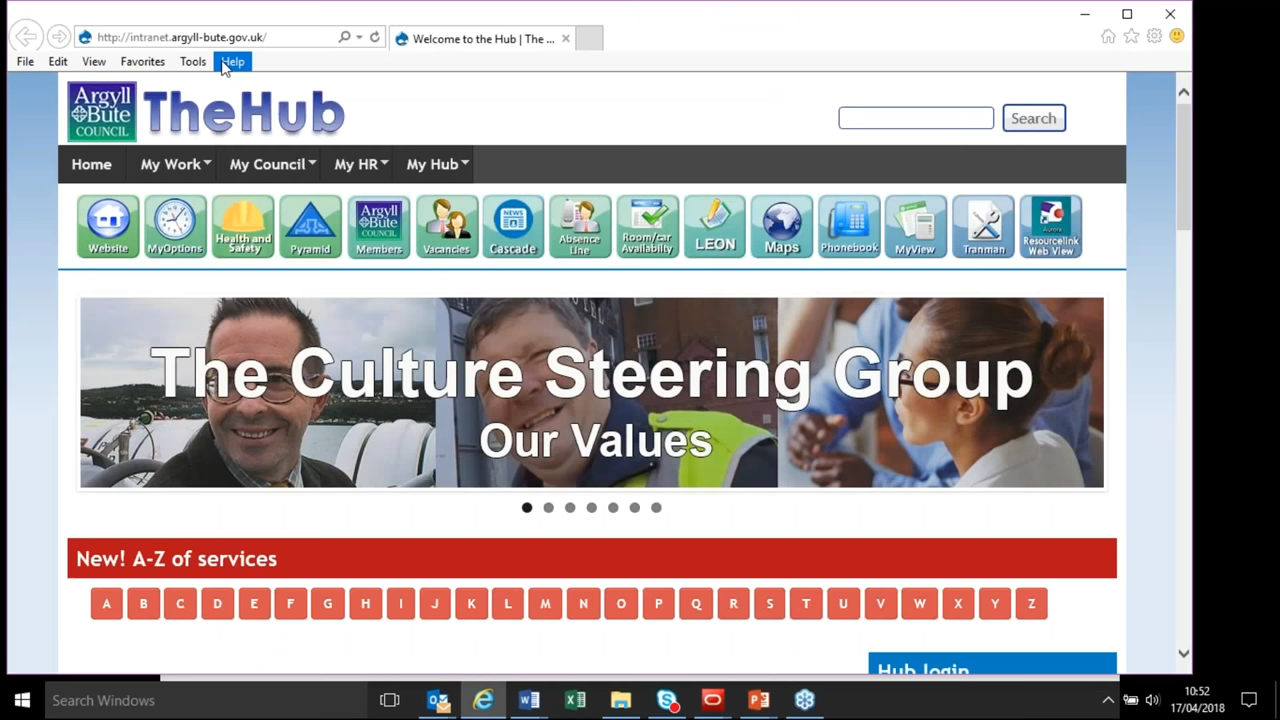 http://intranet.argyll-bute.gov.uk/
Welcome to the Hub | The ...
File Edit View Favorites Tools Help
Argyll
Bute
COUNCIL
TheHub
Search
Home My Work My Council My HR My Hub
Website
MyOptions
Health and
Safety
Pyramid
Argyll
Bute
COUNCIL
Members
Vacancies
NEWS
Cascade
Absence
Line
Room/car
Availabilty
LEON
Maps
Phonebook
MyView
Tranman
Aurora
Resourcelink
Web View
The Culture Steering Group
Our Values
New! A-Z of services
A B C D E F G H I J K L M N O P Q R S T U V W X Y Z
Hub login
Search Windows
10:52
17/04/2018